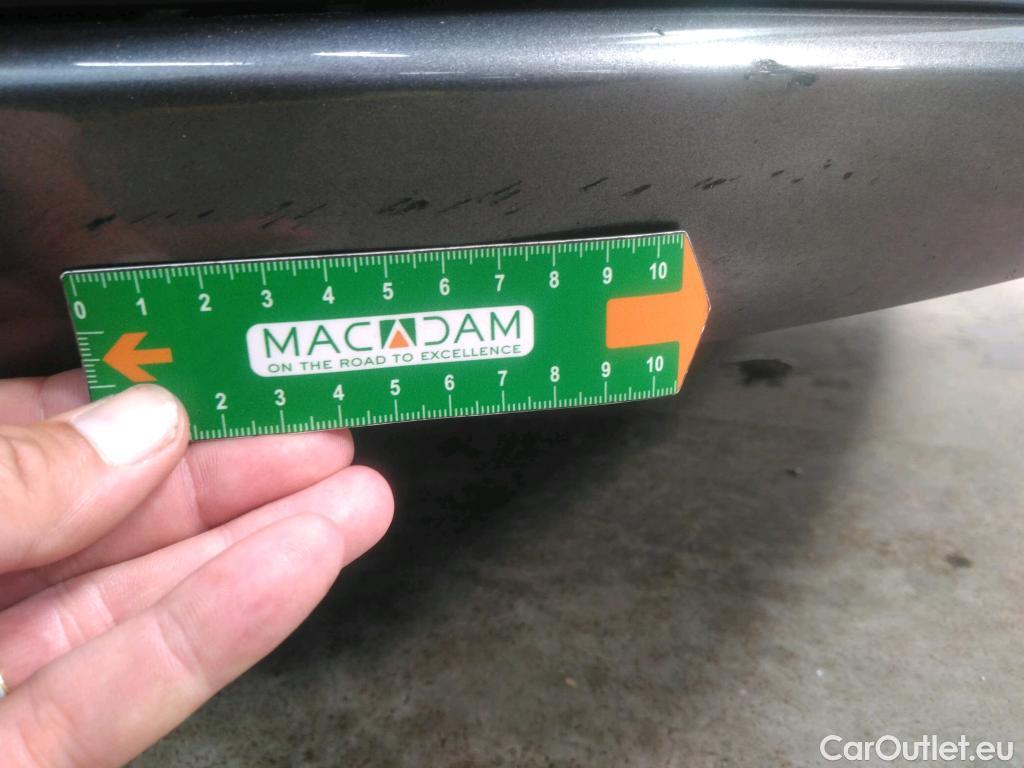 0 1 2 3 4 5 6 7 8 9 10
MACADAM
ON THE ROAD TO EXCELLENCE
2 3 4 5 6 7 8 9 10
CarOutlet.eu